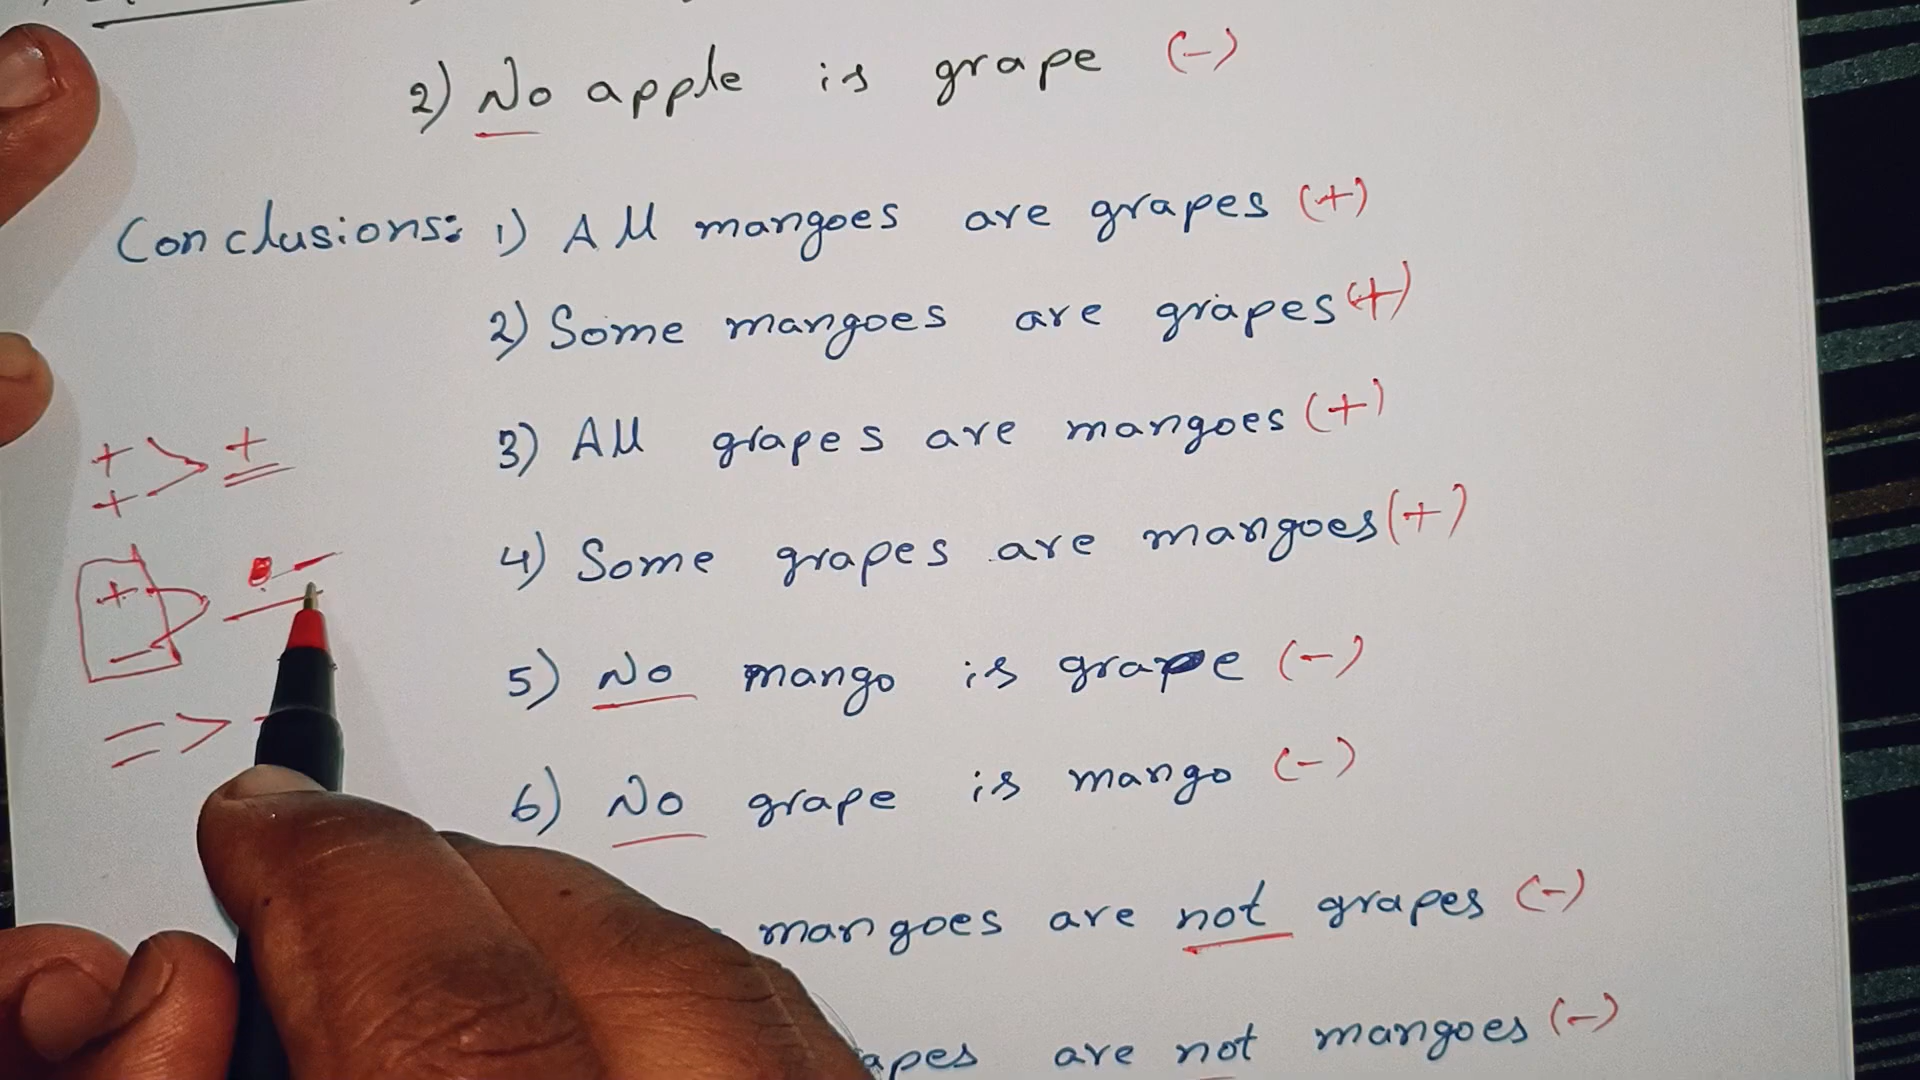 2) No apple is grape (-)
Conclusions: 1) All mangoes are grapes (+)
2) Some mangoes are grapes (+)
3) All grapes are mangoes (+)
+
+ > +
4) Some grapes are mangoes (+)
+
- > -
5) No mango is grape (-)
- - > -
6) No grape is mango (-)
mangoes are not grapes (-)
apes are not mangoes (-)